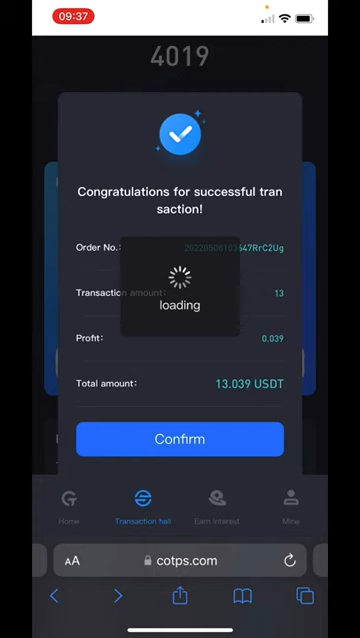 09:37
4019
Congratulations for successful tran
saction!
Order No.:
647RrC2Ug
Transaction amount: 13
loading
Profit: 0.039
Total amount: 13.039 USDT
Confirm
Home Transaction hall Earn interest Mine
AA cotps.com